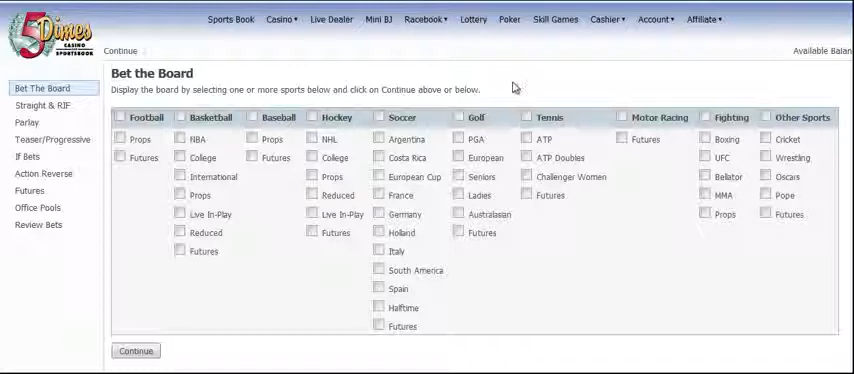 Sports Book Casino Live Dealer Mini BJ Racebook Lottery Poker Skill Games Cashier Account Affiliate
5Dimes
CASINO
SPORTSBOOK
Continue Available Balan
Bet The Board
Straight & RIF
Parlay
Teaser/Progressive
If Bets
Action Reverse
Futures
Office Pools
Review Bets
Bet the Board
Display the board by selecting one or more sports below and click on Continue above or below.
Football Basketball Baseball Hockey Soccer Golf Tennis Motor Racing Fighting Other Sports
Props NBA Props NHL Argentina PGA ATP Futures Boxing Cricket
Futures College Futures College Costa Rica European ATP Doubles UFC Wrestling
International Props European Cup Seniors Challenger Women Bellator Oscars
Props Reduced France Ladies Futures MMA Pope
Live In-Play Live In-Play Germany Australasian Props Futures
Reduced Futures Holland Futures
Futures Italy
South America
Spain
Halftime
Futures
Continue